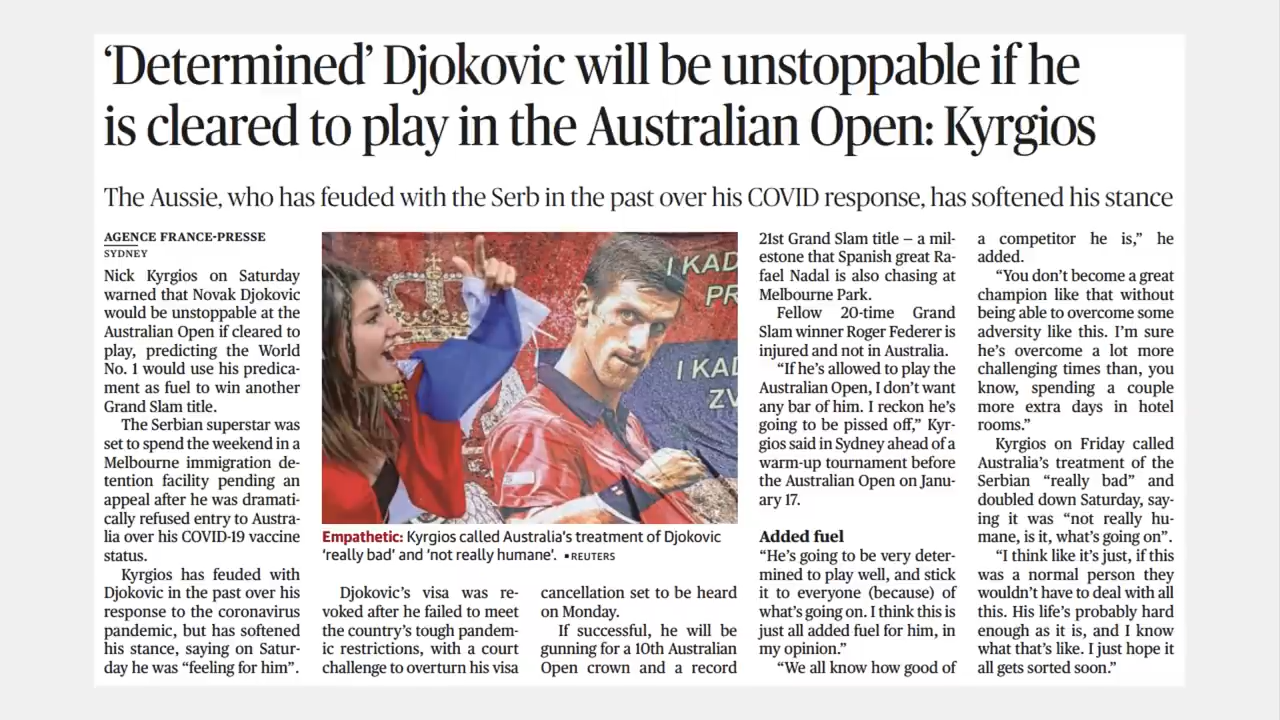 ‘Determined’ Djokovic will be unstoppable if he
is cleared to play in the Australian Open: Kyrgios
The Aussie, who has feuded with the Serb in the past over his COVID response, has softened his stance
AGENCE FRANCE-PRESSE
SYDNEY
Nick Kyrgios on Saturday
warned that Novak Djokovic
would be unstoppable at the
Australian Open if cleared to
play, predicting the World
No. 1 would use his predica-
ment as fuel to win another
Grand Slam title.
The Serbian superstar was
set to spend the weekend in a
Melbourne immigration de-
tention facility pending an
appeal after he was dramati-
cally refused entry to Austra-
lia over his COVID-19 vaccine
status.
Kyrgios has feuded with
Djokovic in the past over his
response to the coronavirus
pandemic, but has softened
his stance, saying on Satur-
day he was “feeling for him”.
I KAD
PR
I KAD
ZV
Empathetic: Kyrgios called Australia’s treatment of Djokovic
‘really bad’ and ‘not really humane’. ▪ REUTERS
Djokovic’s visa was re-
voked after he failed to meet
the country’s tough pandem-
ic restrictions, with a court
challenge to overturn his visa
cancellation set to be heard
on Monday.
If successful, he will be
gunning for a 10th Australian
Open crown and a record
21st Grand Slam title – a mil-
estone that Spanish great Ra-
fael Nadal is also chasing at
Melbourne Park.
Fellow 20-time Grand
Slam winner Roger Federer is
injured and not in Australia.
“If he’s allowed to play the
Australian Open, I don’t want
any bar of him. I reckon he’s
going to be pissed off,” Kyr-
gios said in Sydney ahead of a
warm-up tournament before
the Australian Open on Janu-
ary 17.
Added fuel
“He’s going to be very deter-
mined to play well, and stick
it to everyone (because) of
what’s going on. I think this is
just all added fuel for him, in
my opinion.”
“We all know how good of
a competitor he is,” he
added.
“You don’t become a great
champion like that without
being able to overcome some
adversity like this. I’m sure
he’s overcome a lot more
challenging times than, you
know, spending a couple
more extra days in hotel
rooms.”
Kyrgios on Friday called
Australia’s treatment of the
Serbian “really bad” and
doubled down Saturday, say-
ing it was “not really hu-
mane, is it, what’s going on”.
“I think like it’s just, if this
was a normal person they
wouldn’t have to deal with all
this. His life’s probably hard
enough as it is, and I know
what that’s like. I just hope it
all gets sorted soon.”